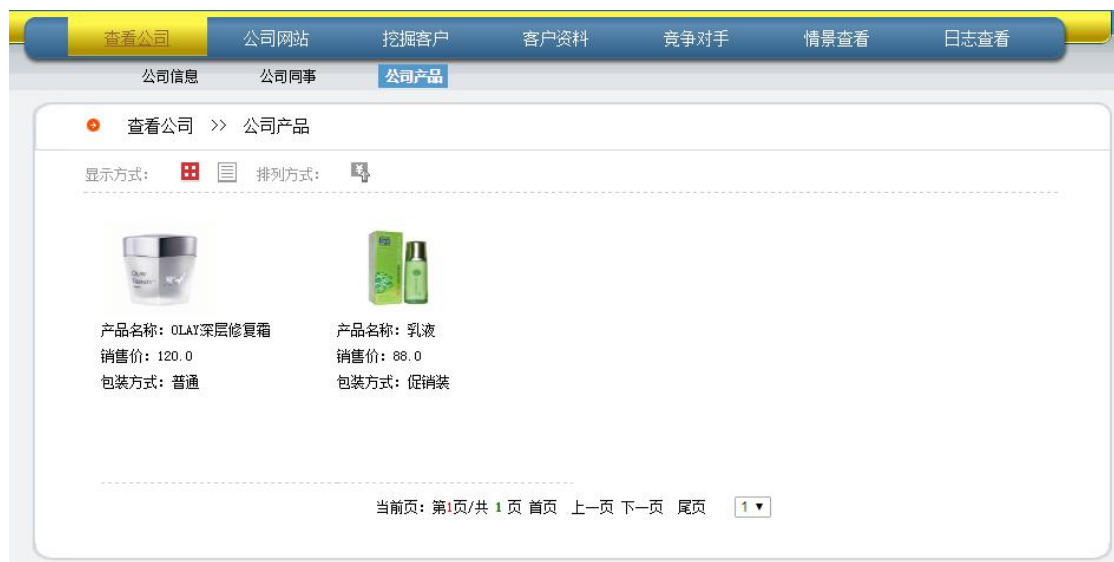 查看公司 公司网站 挖掘客户 客户资料 竞争对手 情景查看 日志查看
公司信息 公司同事 公司产品
查看公司 >> 公司产品
显示方式： 排列方式：
产品名称：OLAY深层修复霜 产品名称：乳液
销售价：120.0 销售价：88.0
包装方式：普通 包装方式：促销装
当前页：第1页/共 1 页 首页 上一页 下一页 尾页 1